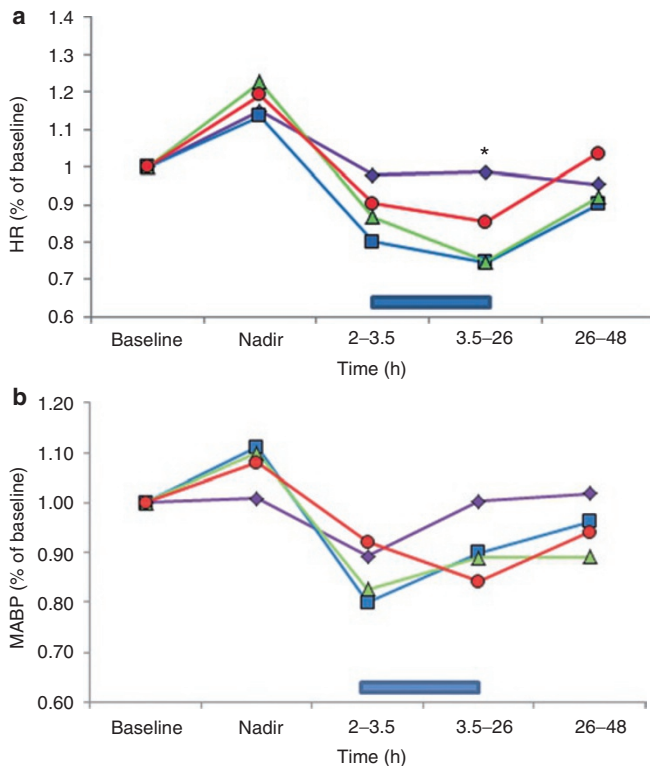 a
HR (% of baseline)
1.4
1.3
1.2
1.1
1
0.9
0.8
0.7
0.6
*
Baseline Nadir 2–3.5 3.5–26 26–48
Time (h)
b
MABP (% of baseline)
1.20
1.10
1.00
0.90
0.80
0.70
0.60
Baseline Nadir 2–3.5 3.5–26 26–48
Time (h)